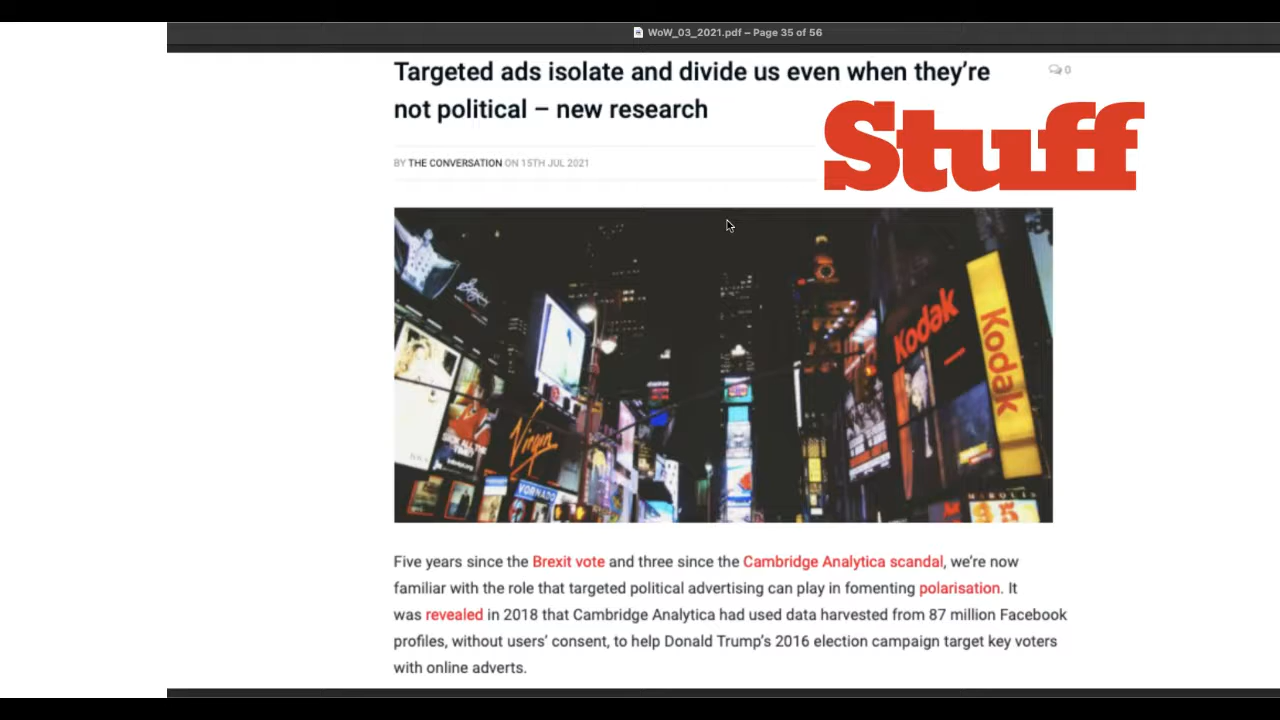 WoW_03_2021.pdf – Page 35 of 56
Targeted ads isolate and divide us even when they're
not political – new research
0
Stuff
BY THE CONVERSATION ON 15TH JUL 2021
Kodak
Kodak
Virgin
VORNADO
MARQUIS
Five years since the Brexit vote and three since the Cambridge Analytica scandal, we're now
familiar with the role that targeted political advertising can play in fomenting polarisation. It
was revealed in 2018 that Cambridge Analytica had used data harvested from 87 million Facebook
profiles, without users' consent, to help Donald Trump's 2016 election campaign target key voters
with online adverts.